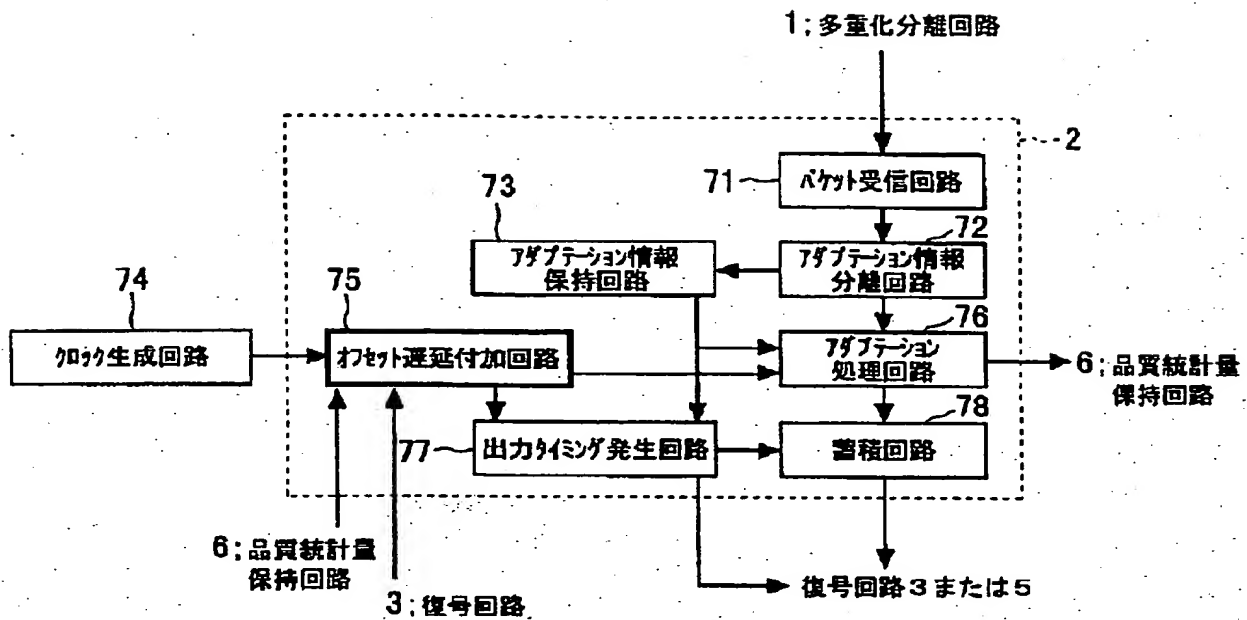 1;多重化分離回路
2
71
パケット受信回路
73
72
アダプテーション情報
保持回路
アダプテーション情報
分離回路
74
75
76
クロック生成回路
オフセット遅延付加回路
アダプテーション
処理回路
6;品質統計量
保持回路
78
77
出力タイミング発生回路
蓄積回路
6;品質統計量
保持回路
3;復号回路
復号回路3または5